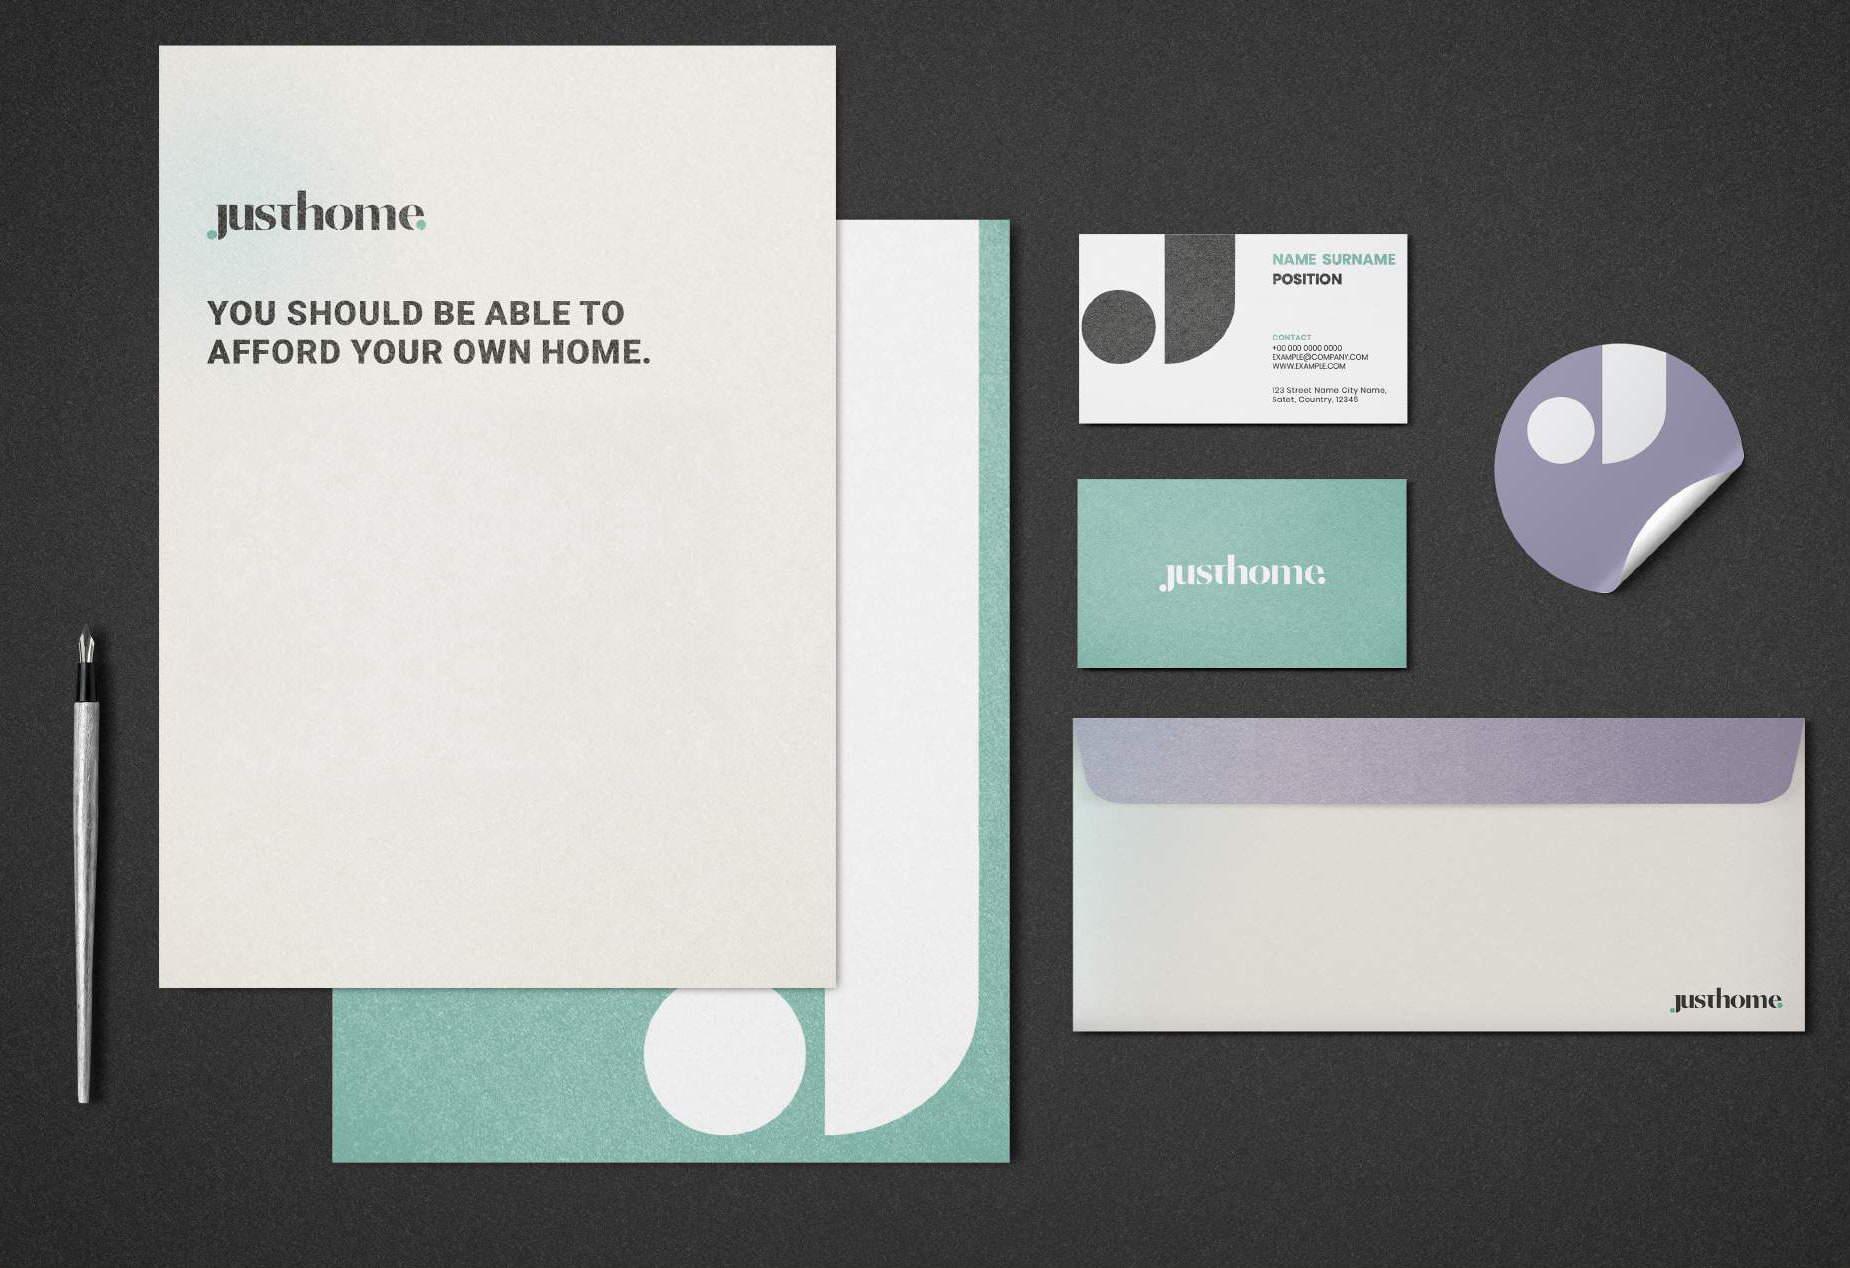 justhome.
YOU SHOULD BE ABLE TO
AFFORD YOUR OWN HOME.
NAME SURNAME
POSITION
CONTACT
+00 000 0000 0000
EXAMPLE@COMPANY.COM
WWW.EXAMPLE.COM
123 Street Name City Name,
Satet, Country, 12345
justhome.
justhome.